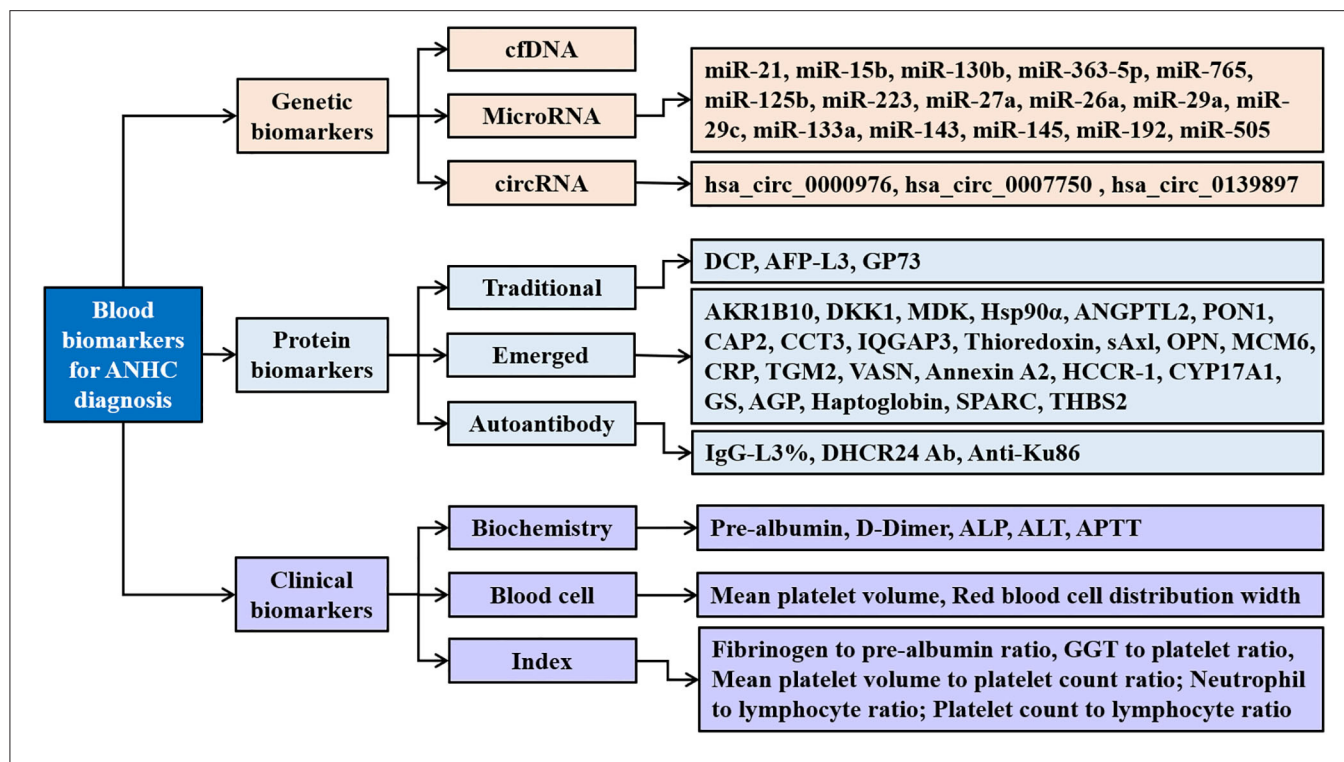 Blood
biomarkers
for ANHC
diagnosis
Genetic
biomarkers
cfDNA
MicroRNA
miR-21, miR-15b, miR-130b, miR-363-5p, miR-765,
miR-125b, miR-223, miR-27a, miR-26a, miR-29a, miR-
29c, miR-133a, miR-143, miR-145, miR-192, miR-505
circRNA
hsa_circ_0000976, hsa_circ_0007750 , hsa_circ_0139897
Protein
biomarkers
Traditional
DCP, AFP-L3, GP73
Emerged
AKR1B10, DKK1, MDK, Hsp90α, ANGPTL2, PON1,
CAP2, CCT3, IQGAP3, Thioredoxin, sAxl, OPN, MCM6,
CRP, TGM2, VASN, Annexin A2, HCCR-1, CYP17A1,
GS, AGP, Haptoglobin, SPARC, THBS2
Autoantibody
IgG-L3%, DHCR24 Ab, Anti-Ku86
Clinical
biomarkers
Biochemistry
Pre-albumin, D-Dimer, ALP, ALT, APTT
Blood cell
Mean platelet volume, Red blood cell distribution width
Index
Fibrinogen to pre-albumin ratio, GGT to platelet ratio,
Mean platelet volume to platelet count ratio; Neutrophil
to lymphocyte ratio; Platelet count to lymphocyte ratio